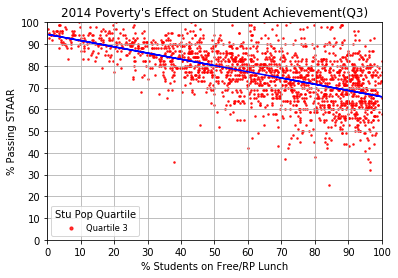 2014 Poverty's Effect on Student Achievement(Q3)
100
90
80
70
60
50
40
30
20
10
0
% Passing STAAR
Stu Pop Quartile
Quartile 3
0 10 20 30 40 50 60 70 80 90 100
% Students on Free/RP Lunch